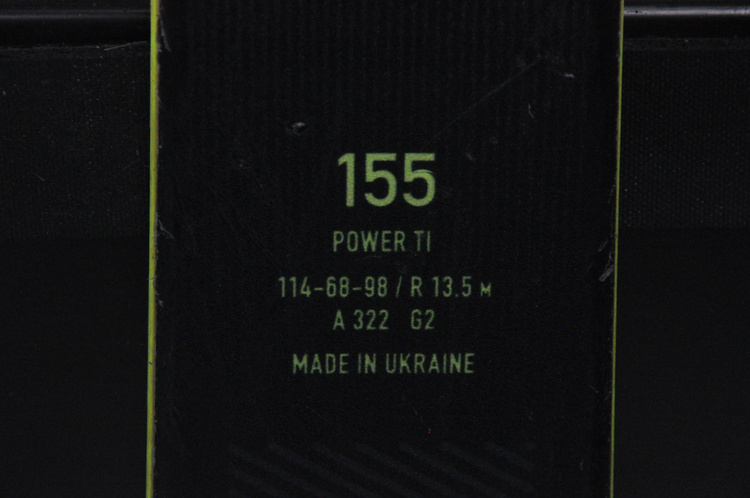 155
POWER TI
114-68-98 / R 13.5 M
A 322 G2
MADE IN UKRAINE